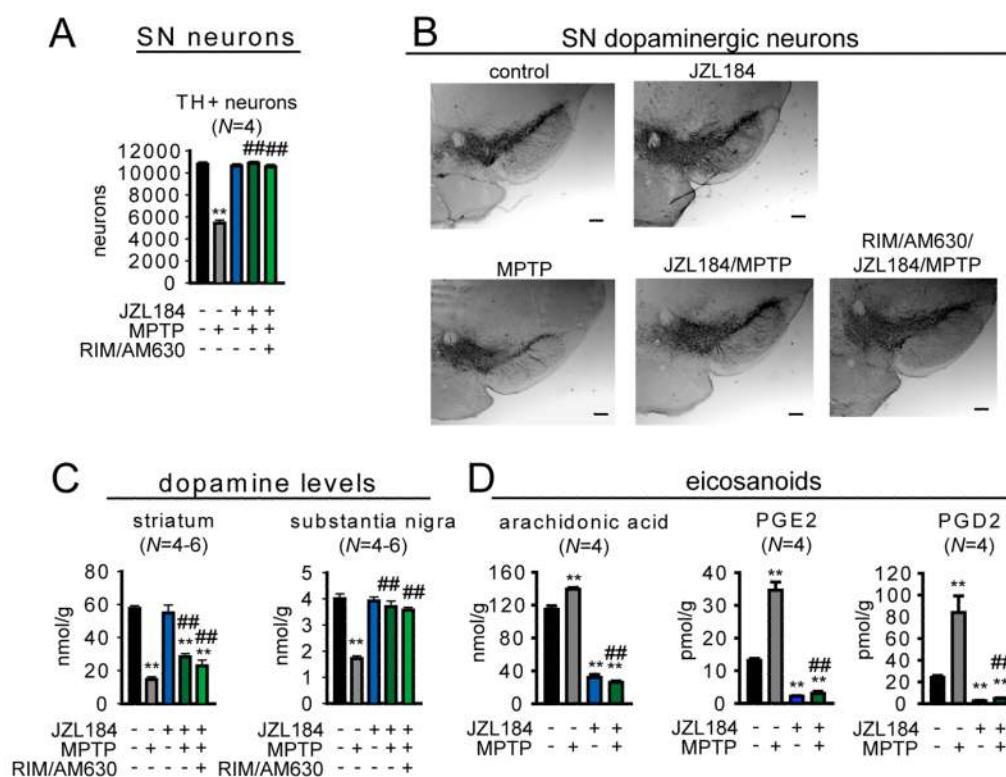 A
SN neurons
TH+ neurons
(N=4)
neurons
12000
10000
8000
6000
4000
2000
0
**
## ##
JZL184 - - + + +
MPTP - + - + +
RIM/AM630 - - - - +
B
SN dopaminergic neurons
control
JZL184
MPTP
JZL184/MPTP
RIM/AM630/
JZL184/MPTP
C
dopamine levels
striatum
(N=4-6)
nmol/g
80
60
40
20
0
**
##
**
##
**
JZL184 - - + + +
MPTP - + - + +
RIM/AM630 - - - - +
substantia nigra
(N=4-6)
nmol/g
5
4
3
2
1
0
**
##
##
- - + + +
- + - + +
- - - - +
D
eicosanoids
arachidonic acid
(N=4)
nmol/g
160
120
80
40
0
**
**
##
**
JZL184 - - + +
MPTP - + - +
PGE2
(N=4)
pmol/g
40
30
20
10
0
**
**
##
**
JZL184 - - + +
MPTP - + - +
PGD2
(N=4)
pmol/g
120
100
80
60
40
20
0
**
**
##
**
JZL184 - - + +
MPTP - + - +